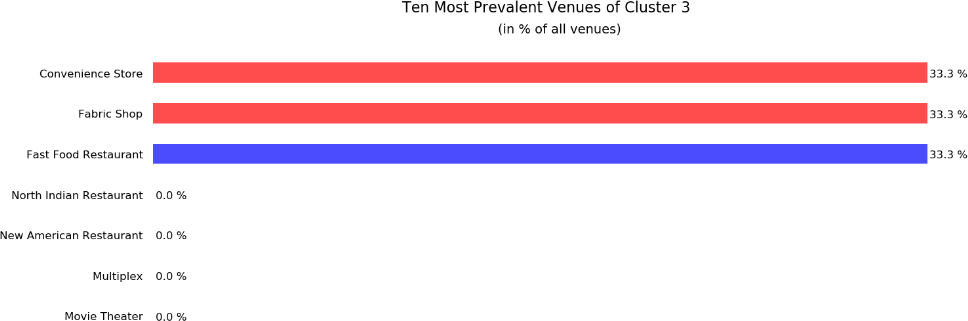 Ten Most Prevalent Venues of Cluster 3
(in % of all venues)
Convenience Store 33.3 %
Fabric Shop 33.3 %
Fast Food Restaurant 33.3 %
North Indian Restaurant 0.0 %
New American Restaurant 0.0 %
Multiplex 0.0 %
Movie Theater 0.0 %